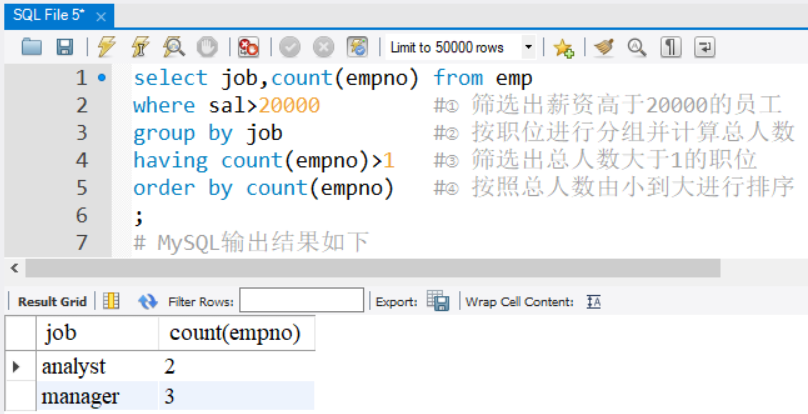 SQL File 5* ×
Limit to 50000 rows
1 select job,count(empno) from emp
2 where sal>20000 #① 筛选出薪资高于20000的员工
3 group by job #② 按职位进行分组并计算总人数
4 having count(empno)>1 #③ 筛选出总人数大于1的职位
5 order by count(empno) #④ 按照总人数由小到大进行排序
6 ;
7 # MySQL输出结果如下
Result Grid Filter Rows: Export: Wrap Cell Content: IA
job count(empno)
analyst 2
manager 3